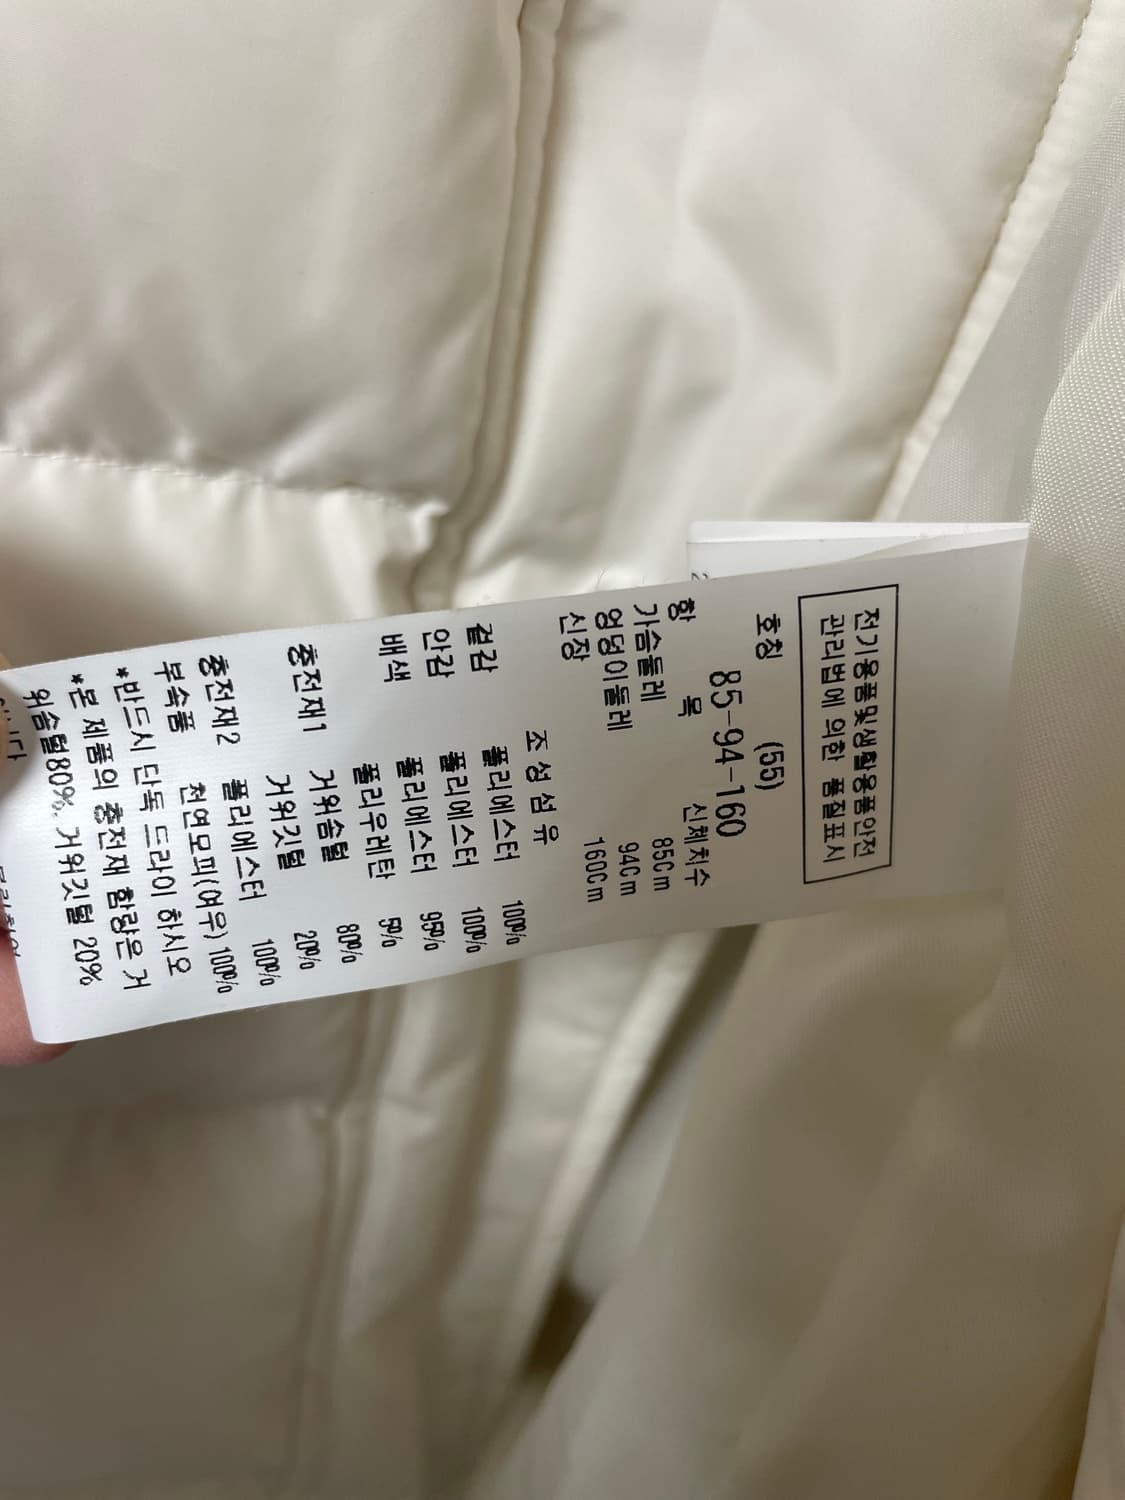 전기용품및생활용품안전
관리법에 의한 품질표시
호칭 (55)
85-94-160
항 목 신체치수
가슴둘레 85Cm
엉덩이둘레 94Cm
신장 160Cm
조성섬유
겉감 폴리에스터 100%
안감 폴리에스터 100%
배색 폴리에스터 95%
폴리우레탄 5%
충전재1 거위솜털 80%
거위깃털 20%
충전재2 폴리에스터 100%
부속품 천연모피(여우) 100%
*반드시 단독 드라이 하시오
*본 제품의 충전재 함량은 거
위솜털80%, 거위깃털 20%